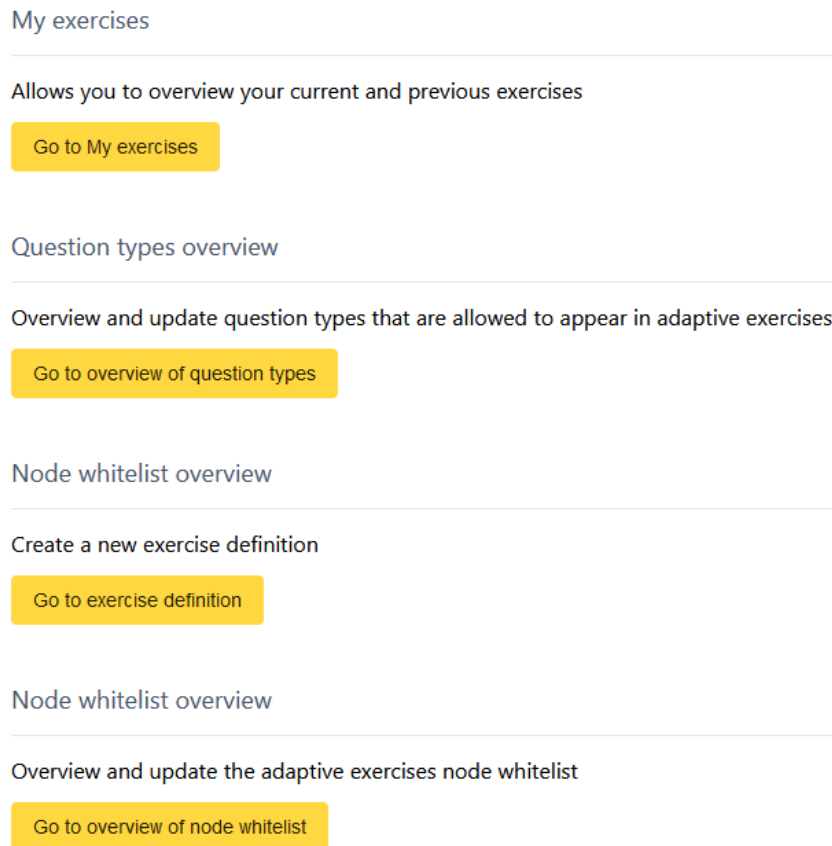 My exercises
Allows you to overview your current and previous exercises
Go to My exercises
Question types overview
Overview and update question types that are allowed to appear in adaptive exercises
Go to overview of question types
Node whitelist overview
Create a new exercise definition
Go to exercise definition
Node whitelist overview
Overview and update the adaptive exercises node whitelist
Go to overview of node whitelist